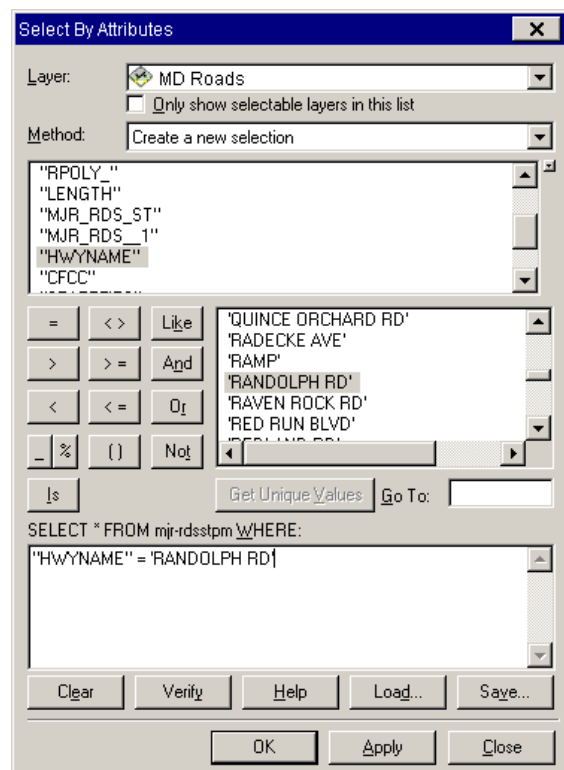 Select By Attributes
Layer: MD Roads
Only show selectable layers in this list
Method: Create a new selection
"RPOLY_"
"LENGTH"
"MJR_RDS_ST"
"MJR_RDS__1"
"HWYNAME"
"CFCC"
= <> Like
> >= And
< <= Or
_ % () Not
Is
'QUINCE ORCHARD RD'
'RADECKE AVE'
'RAMP'
'RANDOLPH RD'
'RAVEN ROCK RD'
'RED RUN BLVD'
Get Unique Values Go To:
SELECT * FROM mjr-rdsstpm WHERE:
"HWYNAME" = 'RANDOLPH RD'
Clear Verify Help Load... Save...
OK Apply Close